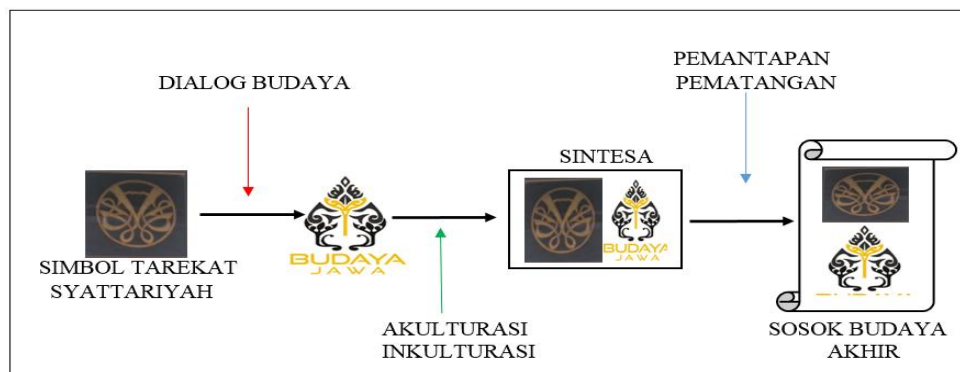 DIALOG BUDAYA
PEMANTAPAN
PEMATANGAN
SINTESA
BUDAYA
JAWA
BUDAYA
JAWA
SIMBOL TAREKAT
SYATTARIYAH
AKULTURASI
INKULTURASI
SOSOK BUDAYA
AKHIR